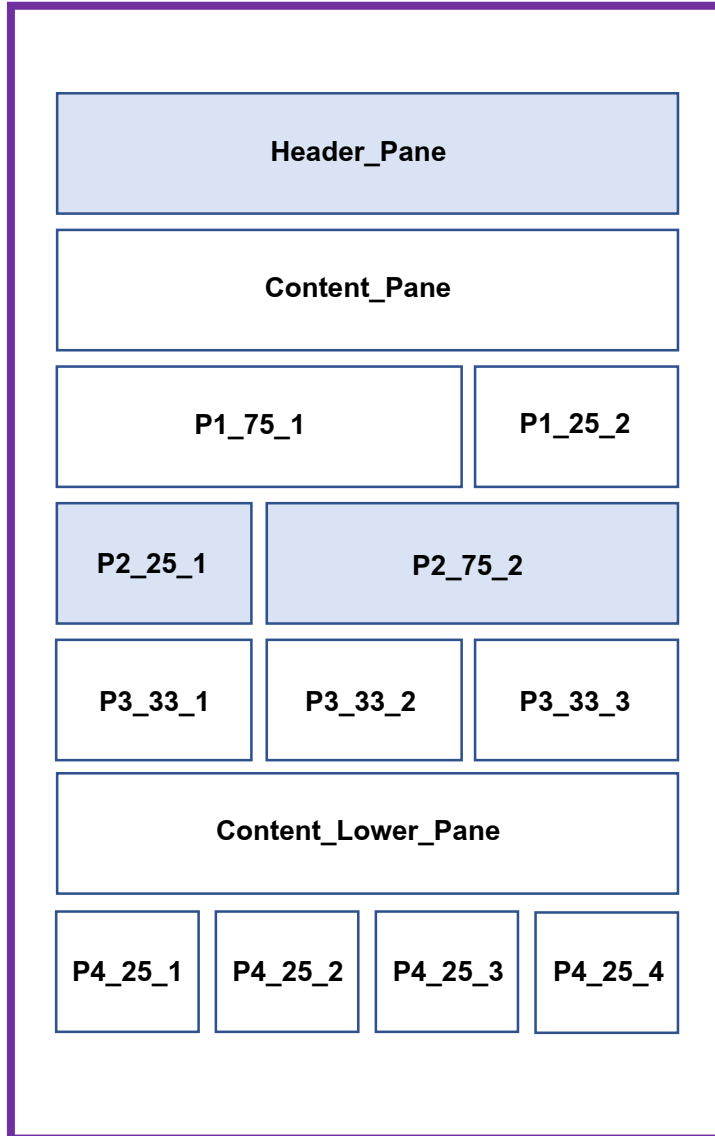 Header_Pane
Content_Pane
P1_75_1
P1_25_2
P2_25_1
P2_75_2
P3_33_1
P3_33_2
P3_33_3
Content_Lower_Pane
P4_25_1
P4_25_2
P4_25_3
P4_25_4